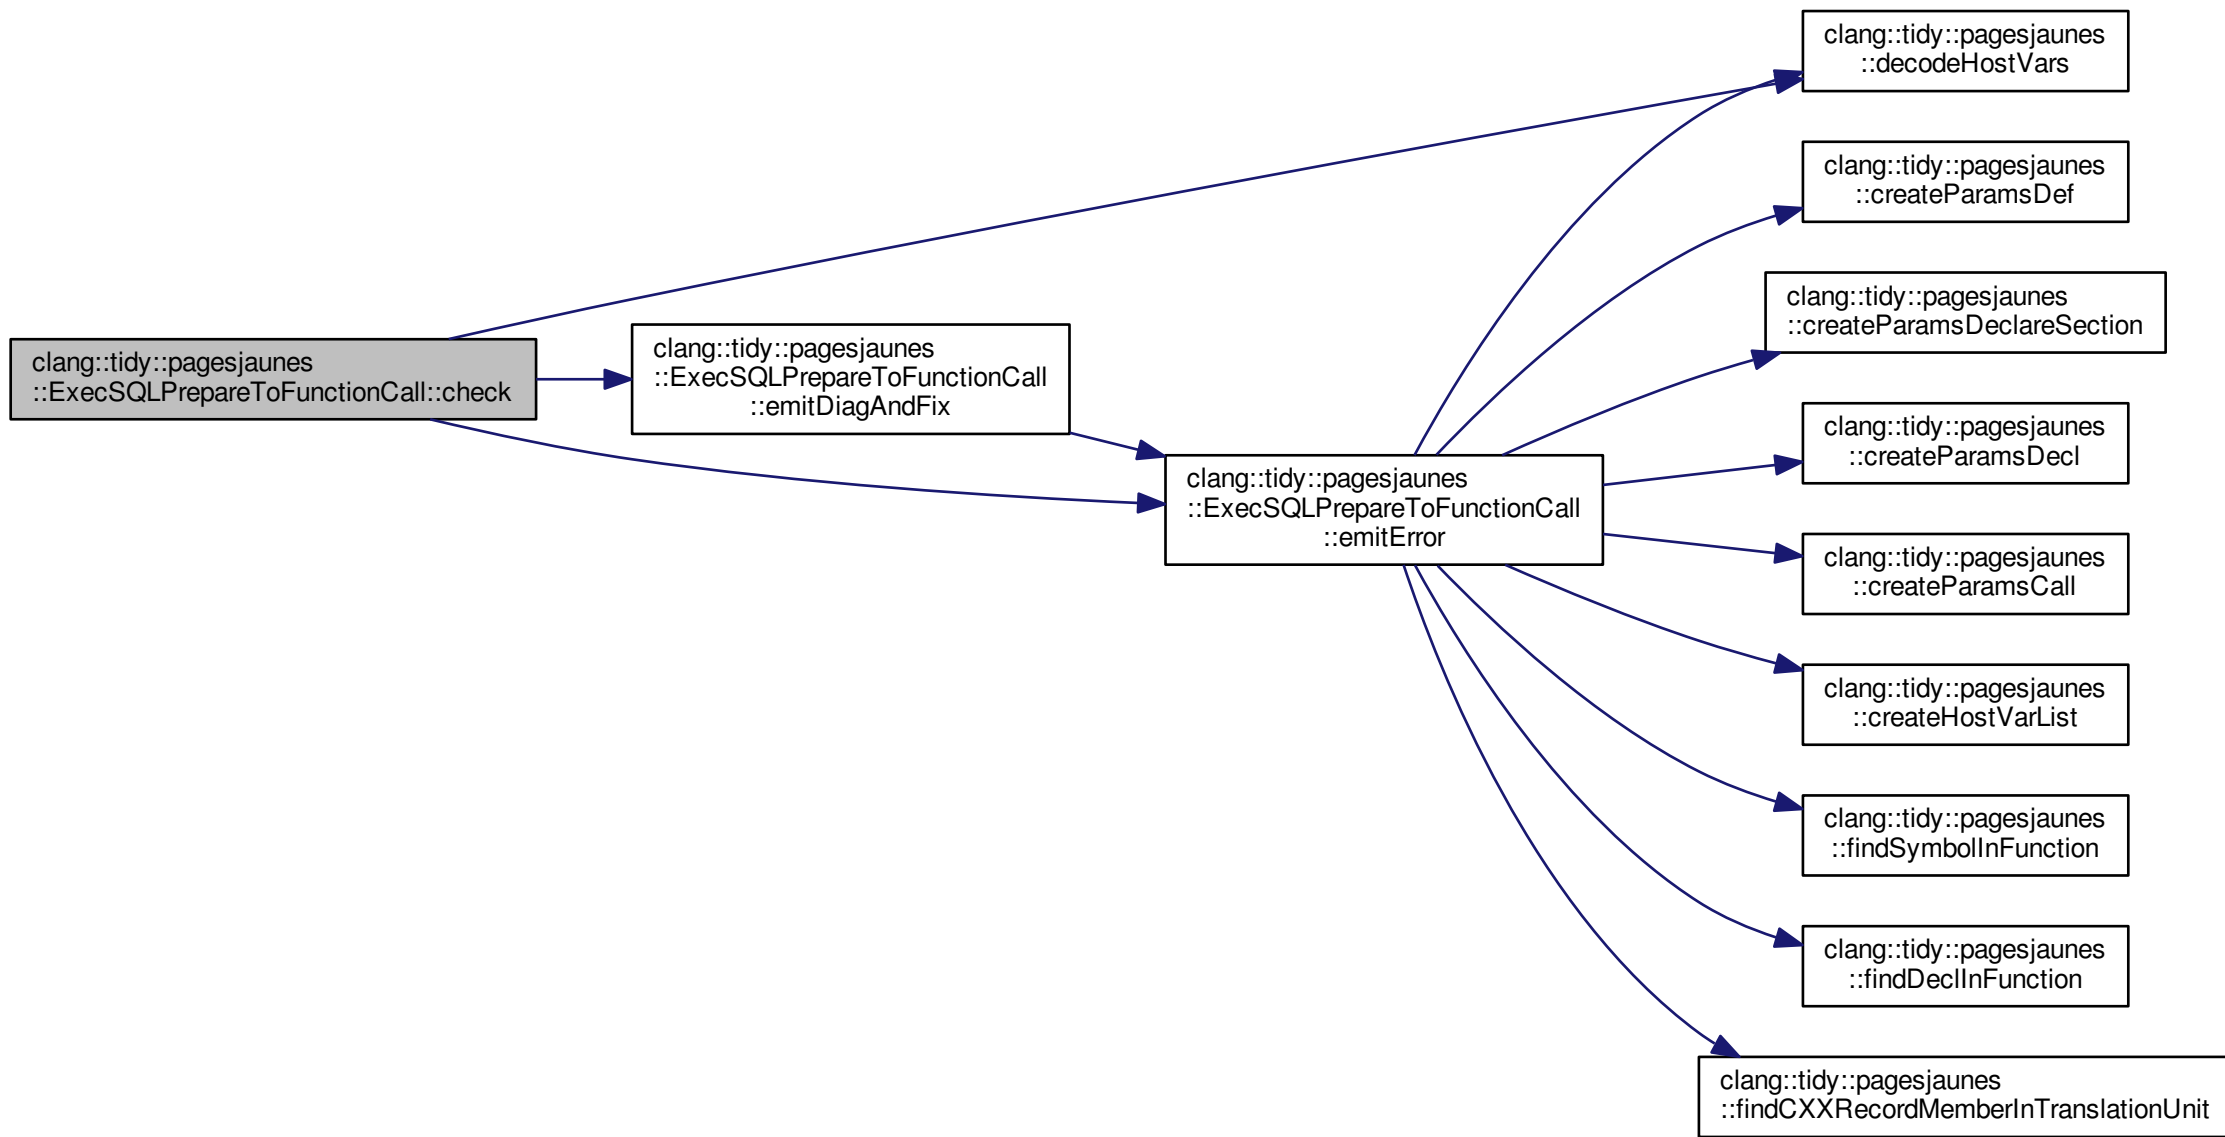 clang::tidy::pagesjaunes
::ExecSQLPrepareToFunctionCall::check
clang::tidy::pagesjaunes
::ExecSQLPrepareToFunctionCall
::emitDiagAndFix
clang::tidy::pagesjaunes
::ExecSQLPrepareToFunctionCall
::emitError
clang::tidy::pagesjaunes
::decodeHostVars
clang::tidy::pagesjaunes
::createParamsDef
clang::tidy::pagesjaunes
::createParamsDeclareSection
clang::tidy::pagesjaunes
::createParamsDecl
clang::tidy::pagesjaunes
::createParamsCall
clang::tidy::pagesjaunes
::createHostVarList
clang::tidy::pagesjaunes
::findSymbolInFunction
clang::tidy::pagesjaunes
::findDeclInFunction
clang::tidy::pagesjaunes
::findCXXRecordMemberInTranslationUnit